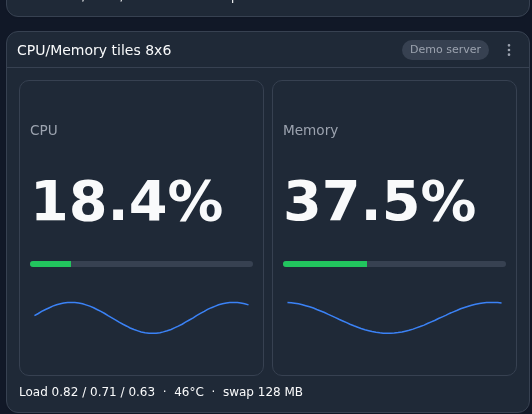 CPU/Memory tiles 8x6
Demo server
CPU
18.4%
Memory
37.5%
Load 0.82 / 0.71 / 0.63 · 46°C · swap 128 MB